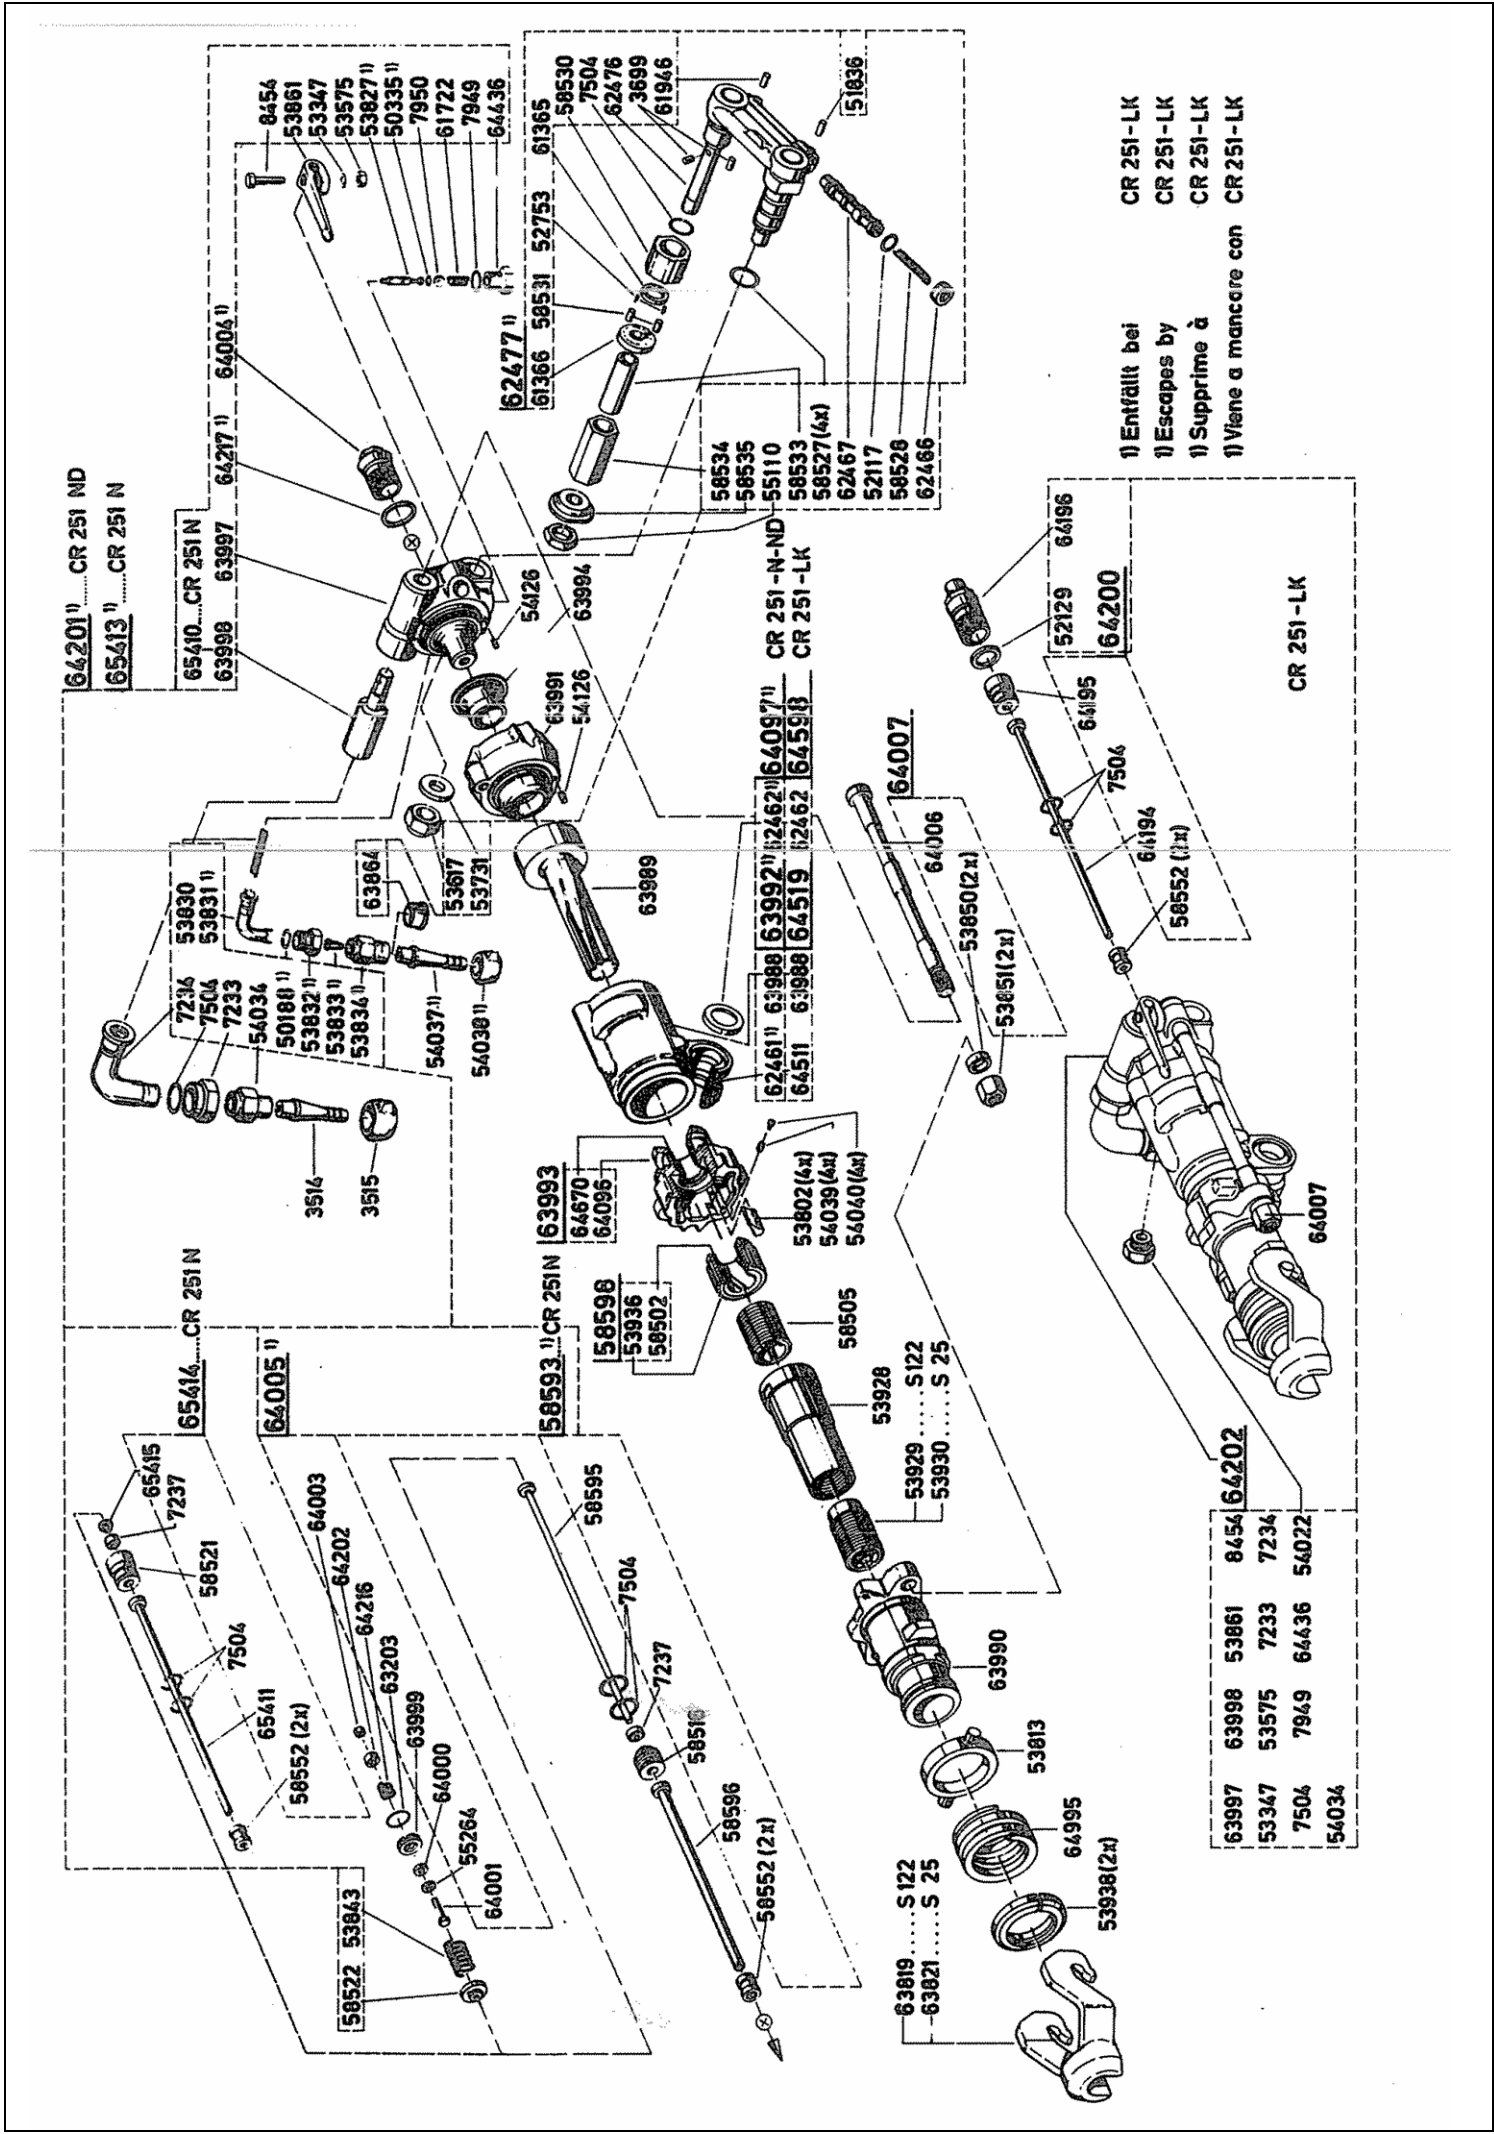 64201 1) ....CR 251 ND
65413 1) .....CR 251 N
65410....CR 251 N
63998 63997 64217 1) 64004 1)
8454
53861
53347
53575
53827 1)
50335 1)
7950
61722
7949
64436
62477 1)
61366 58531 52753 61365
58530
7504
62476
3699
61946
51836
58534
58535
55110
58533
58527(4x)
62467
52117
58528
62466
1) Entfällt bei CR 251-LK
1) Escapes by CR 251-LK
1) Supprime à CR 251-LK
1) Viene a mancare con CR 251-LK
7234
7504
7233
54034
50188 1)
53832 1)
53833 1)
53834 1)
53830
53831 1)
54037 1)
54038 1)
3514
3515
63864
53617
53731
54126
63994
63991
54126
63989
CR 251-N-ND
CR 251-LK
62461 1) 63988 63992 1) 62462 1) 64097 1)
64511 63988 64519 62462 64598
64007
64006
53850(2x)
53851(2x)
63993
64670
64096
53802(4x)
54039(4x)
54040(4x)
58598
53936
58502
58505
53928
53929....S122
53930....S 25
63990
53813
64995
53938(2x)
63819.....S122
63821.....S 25
65414....CR 251 N
65415
7237
58521
7504
65411
58552 (2x)
64005 1)
64003
64202
64216
63203
63999
64000
55264
64001
58522 53843
58593 1) CR 251 N
58595
7504
7237
58596
58552 (2x)
64200
52129 64196
64195
7504
64194
58552 (2x)
CR 251-LK
64007
64202
63997 63998 53861 8454
53347 53575 7233 7234
7504 7949 64436 54022
54034